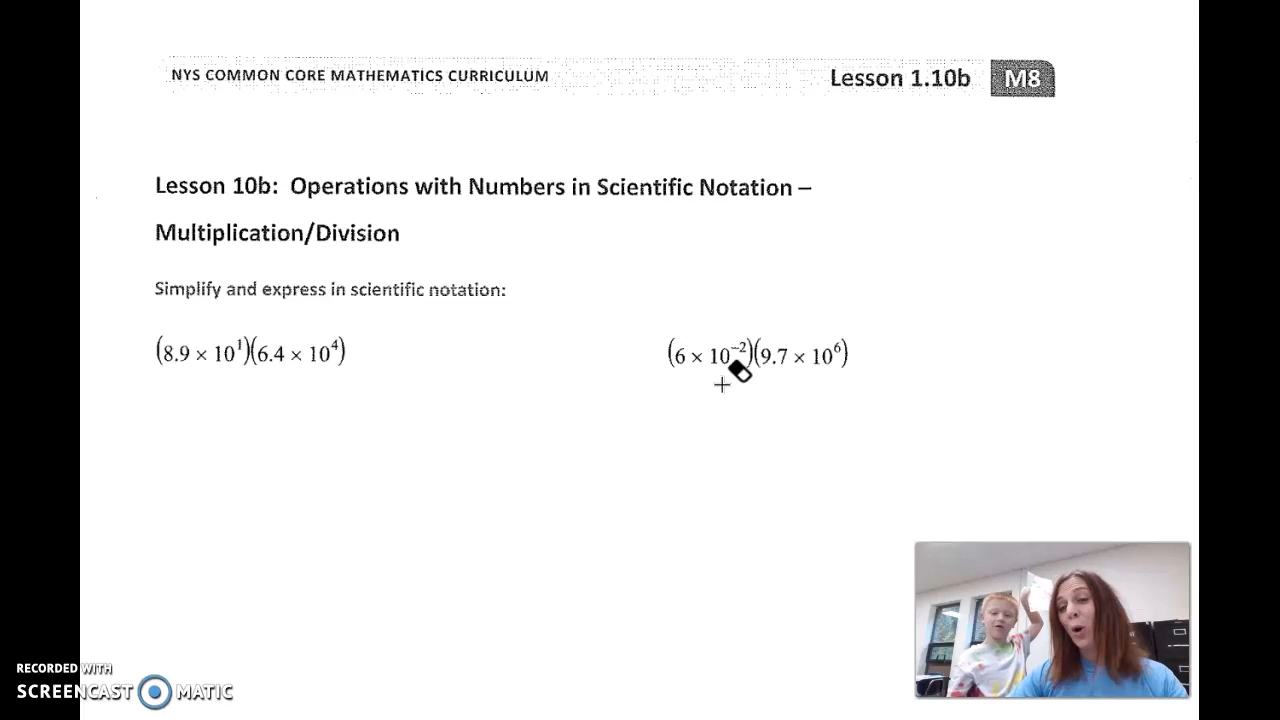 NYS COMMON CORE MATHEMATICS CURRICULUM Lesson 1.10b M8
Lesson 10b: Operations with Numbers in Scientific Notation –
Multiplication/Division
Simplify and express in scientific notation:
(8.9 × 10¹)(6.4 × 10⁴) (6 × 10⁻²)(9.7 × 10⁶)
RECORDED WITH
SCREENCAST MATIC